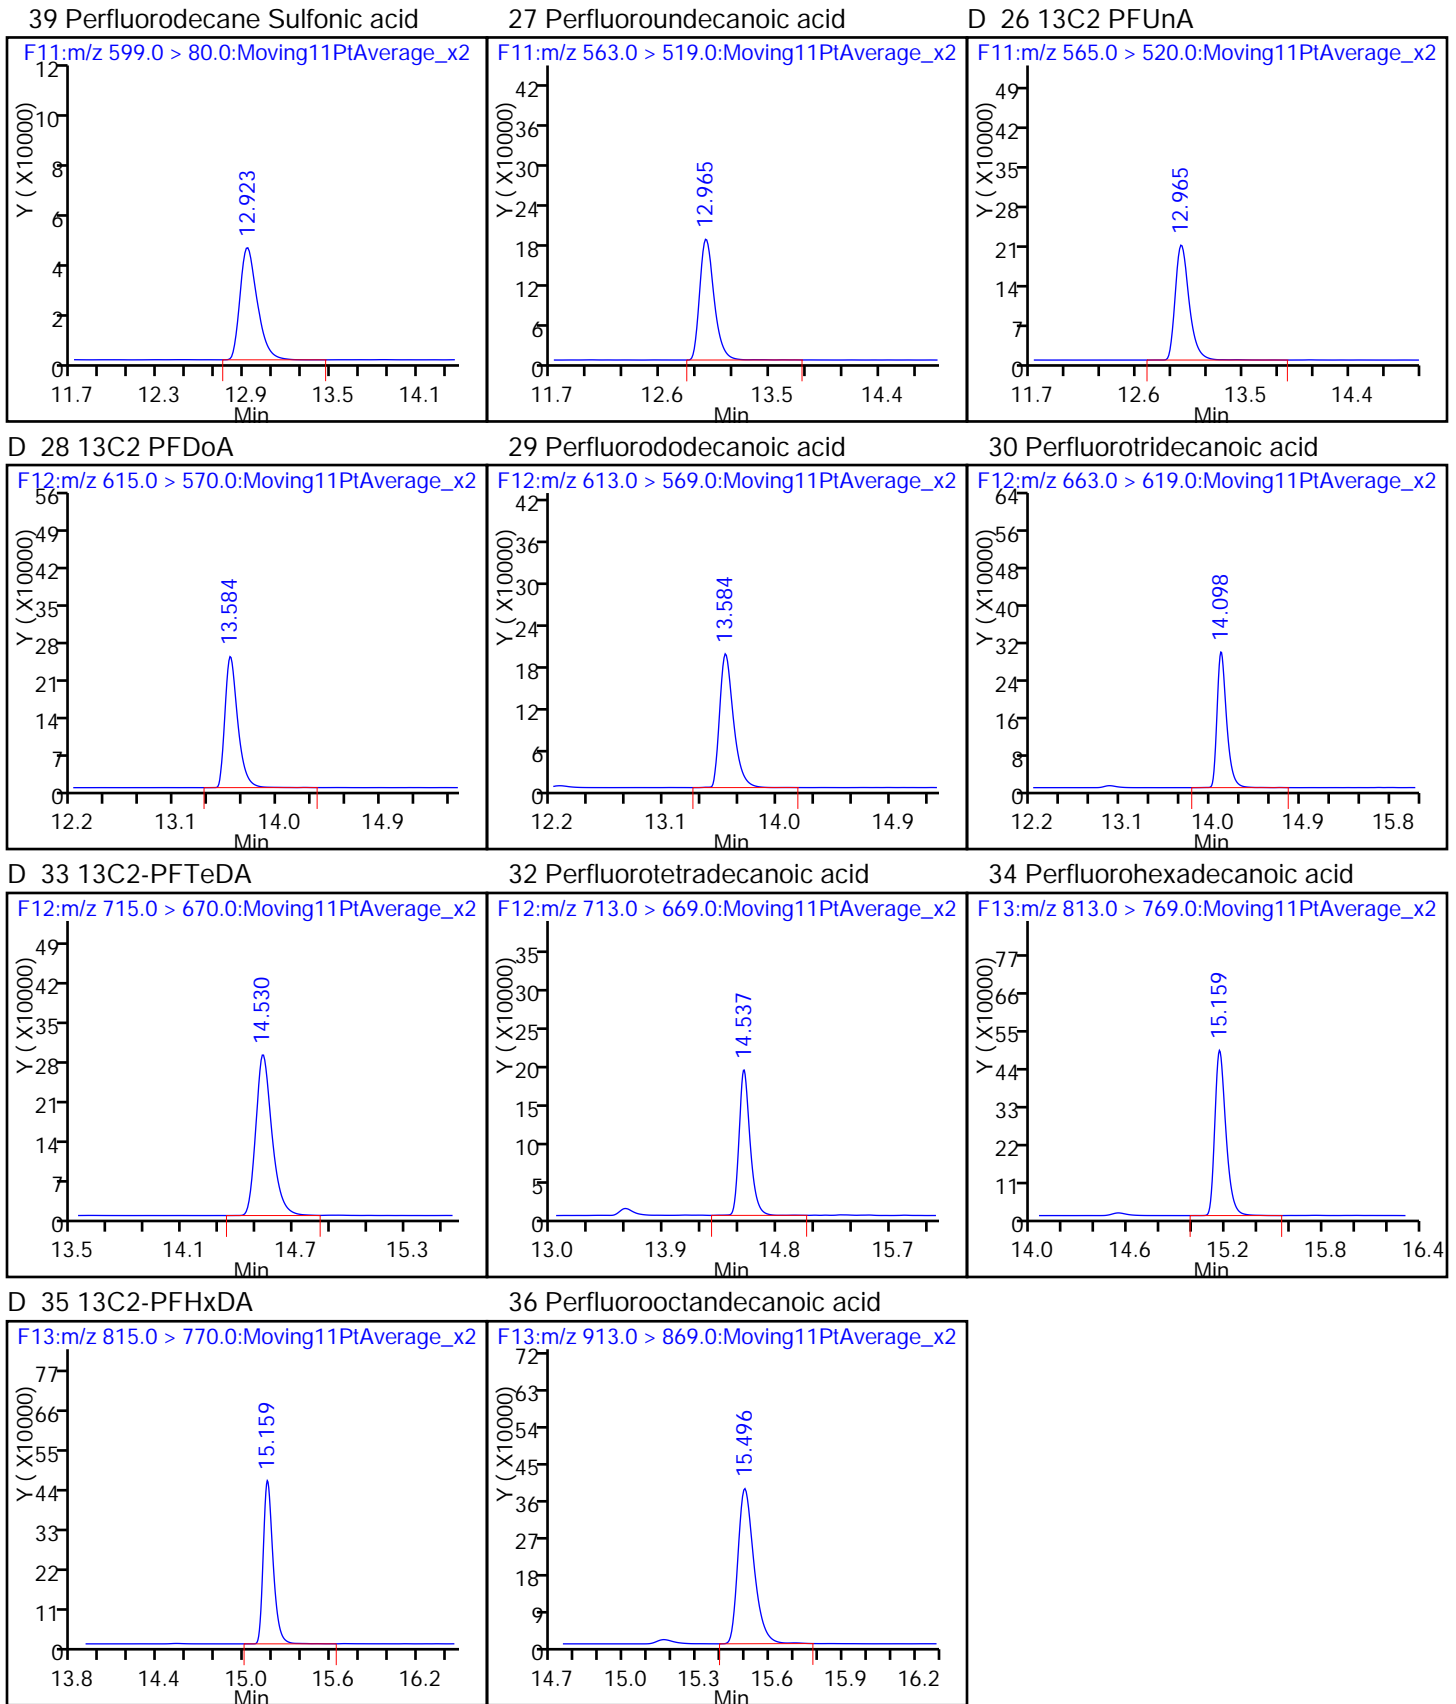 39 Perfluorodecane Sulfonic acid
F11:m/z 599.0 > 80.0:Moving11PtAverage_x2
Y ( X10000)
12
10
8
6
4
2
0
12.923
11.7 12.3 12.9 13.5 14.1
Min
27 Perfluoroundecanoic acid
F11:m/z 563.0 > 519.0:Moving11PtAverage_x2
Y ( X10000)
42
36
30
24
18
12
6
0
12.965
11.7 12.6 13.5 14.4
Min
D 26 13C2 PFUnA
F11:m/z 565.0 > 520.0:Moving11PtAverage_x2
Y ( X10000)
49
42
35
28
21
14
7
0
12.965
11.7 12.6 13.5 14.4
Min
D 28 13C2 PFDoA
F12:m/z 615.0 > 570.0:Moving11PtAverage_x2
Y ( X10000)
56
49
42
35
28
21
14
7
0
13.584
12.2 13.1 14.0 14.9
Min
29 Perfluorododecanoic acid
F12:m/z 613.0 > 569.0:Moving11PtAverage_x2
Y ( X10000)
42
36
30
24
18
12
6
0
13.584
12.2 13.1 14.0 14.9
Min
30 Perfluorotridecanoic acid
F12:m/z 663.0 > 619.0:Moving11PtAverage_x2
Y ( X10000)
64
56
48
40
32
24
16
8
0
14.098
12.2 13.1 14.0 14.9 15.8
Min
D 33 13C2-PFTeDA
F12:m/z 715.0 > 670.0:Moving11PtAverage_x2
Y ( X10000)
49
42
35
28
21
14
7
0
14.530
13.5 14.1 14.7 15.3
Min
32 Perfluorotetradecanoic acid
F12:m/z 713.0 > 669.0:Moving11PtAverage_x2
Y ( X10000)
35
30
25
20
15
10
5
0
14.537
13.0 13.9 14.8 15.7
Min
34 Perfluorohexadecanoic acid
F13:m/z 813.0 > 769.0:Moving11PtAverage_x2
Y ( X10000)
77
66
55
44
33
22
11
0
15.159
14.0 14.6 15.2 15.8 16.4
Min
D 35 13C2-PFHxDA
F13:m/z 815.0 > 770.0:Moving11PtAverage_x2
Y ( X10000)
77
66
55
44
33
22
11
0
15.159
13.8 14.4 15.0 15.6 16.2
Min
36 Perfluorooctandecanoic acid
F13:m/z 913.0 > 869.0:Moving11PtAverage_x2
Y ( X10000)
72
63
54
45
36
27
18
9
0
15.496
14.7 15.0 15.3 15.6 15.9 16.2
Min